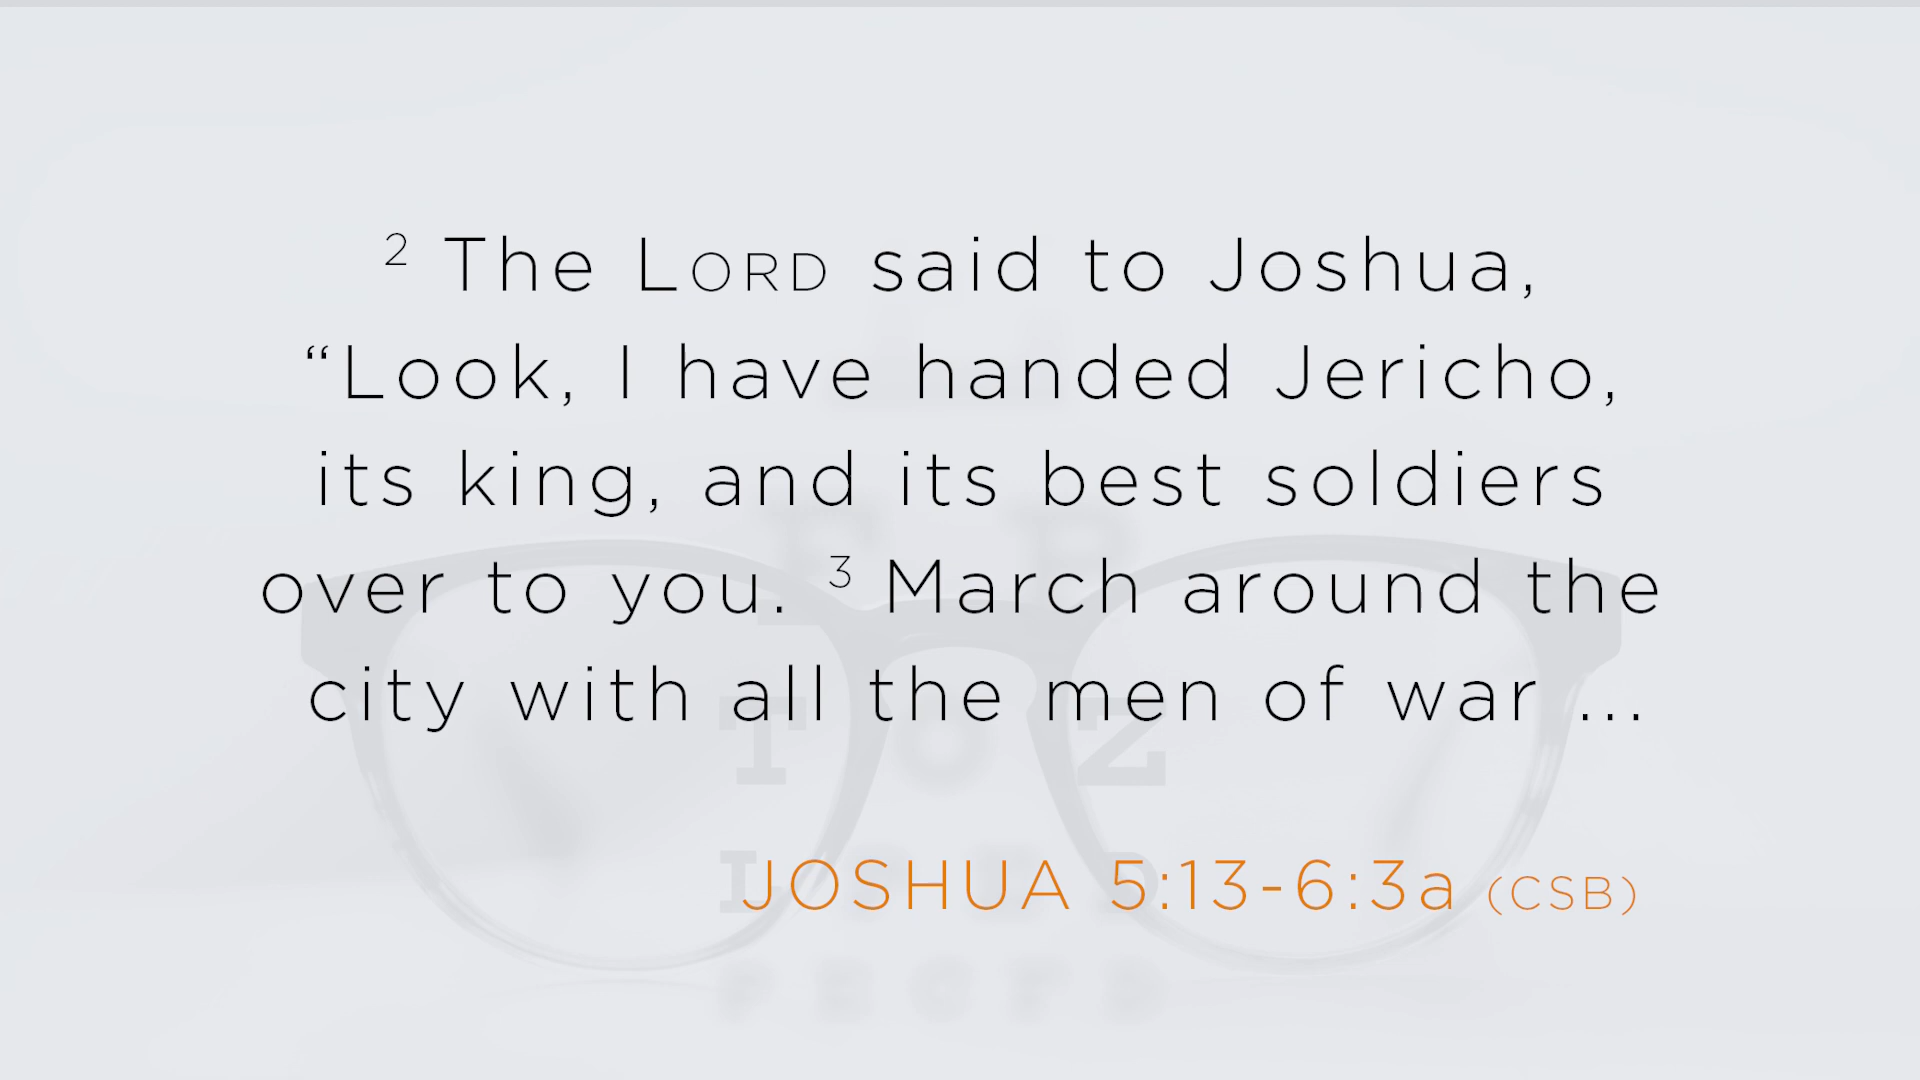 2 The LORD said to Joshua,
“Look, I have handed Jericho,
its king, and its best soldiers
over to you. 3 March around the
city with all the men of war ...
JOSHUA 5:13-6:3a (CSB)
T O Z